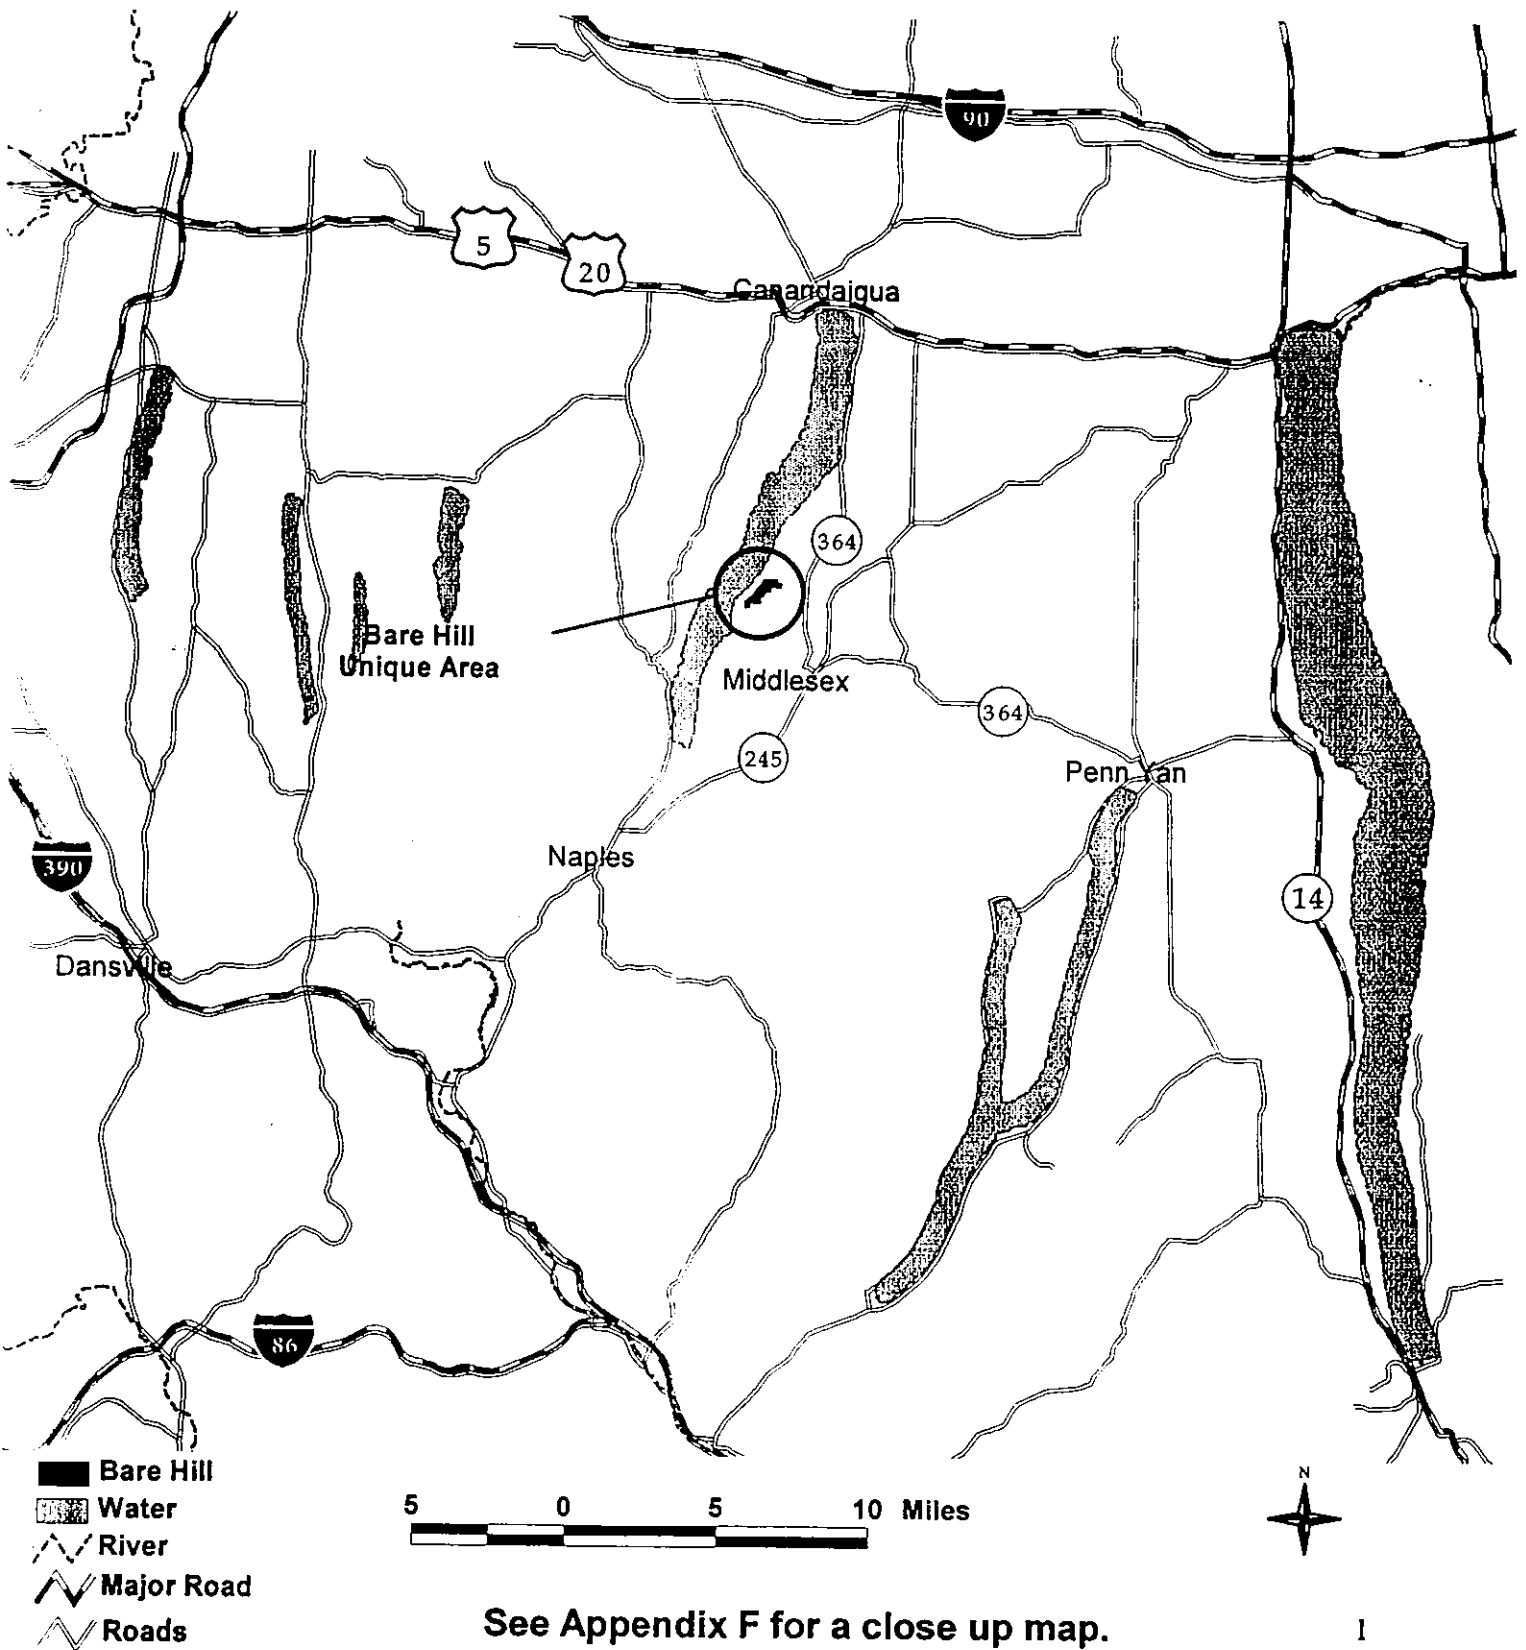 90
5
20
Canandaigua
364
Bare Hill
Unique Area
Middlesex
364
245
Penn Yan
Naples
390
14
Dansville
86
Bare Hill
Water
River
Major Road
Roads
5 0 5 10 Miles
N
See Appendix F for a close up map.
1